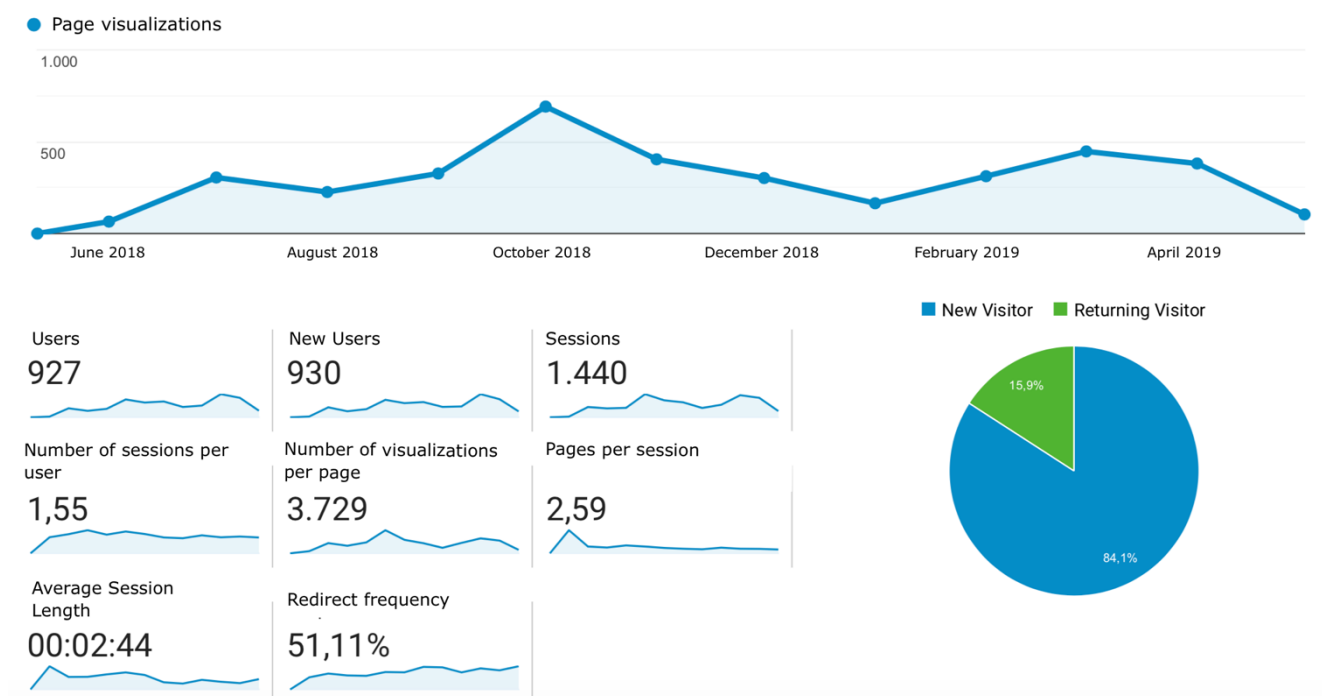 Page visualizations
1.000
500
June 2018 August 2018 October 2018 December 2018 February 2019 April 2019
New Visitor Returning Visitor
Users
927
New Users
930
Sessions
1.440
Number of sessions per
user
1,55
Number of visualizations
per page
3.729
Pages per session
2,59
Average Session
Length
00:02:44
Redirect frequency
51,11%
15,9%
84,1%